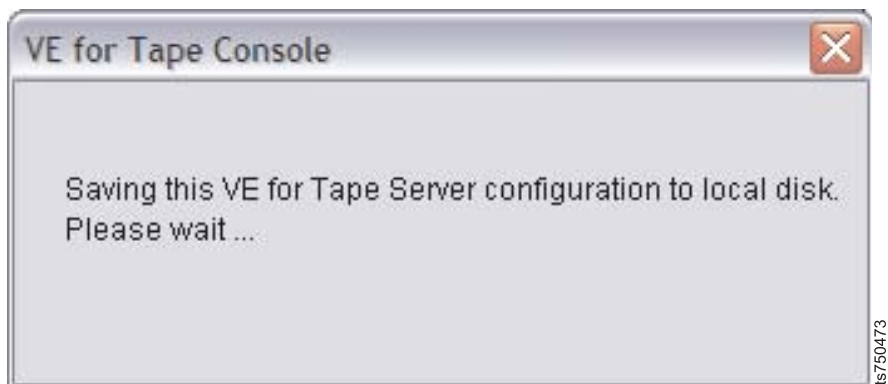 VE for Tape Console
Saving this VE for Tape Server configuration to local disk.
Please wait ...
ts750473